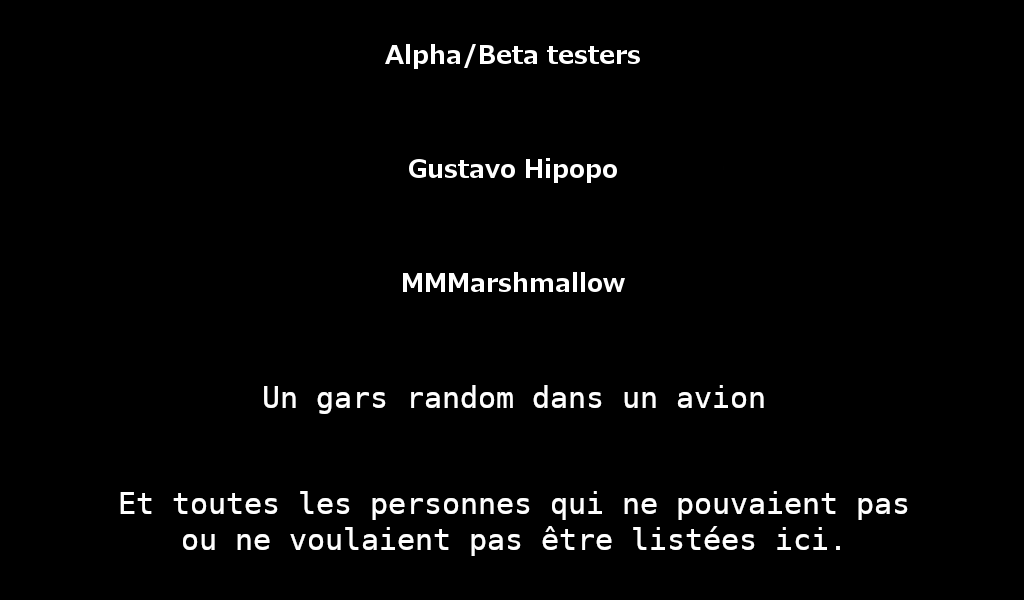 Alpha/Beta testers
Gustavo Hipopo
MMMarshmallow
Un gars random dans un avion
Et toutes les personnes qui ne pouvaient pas
ou ne voulaient pas être listées ici.